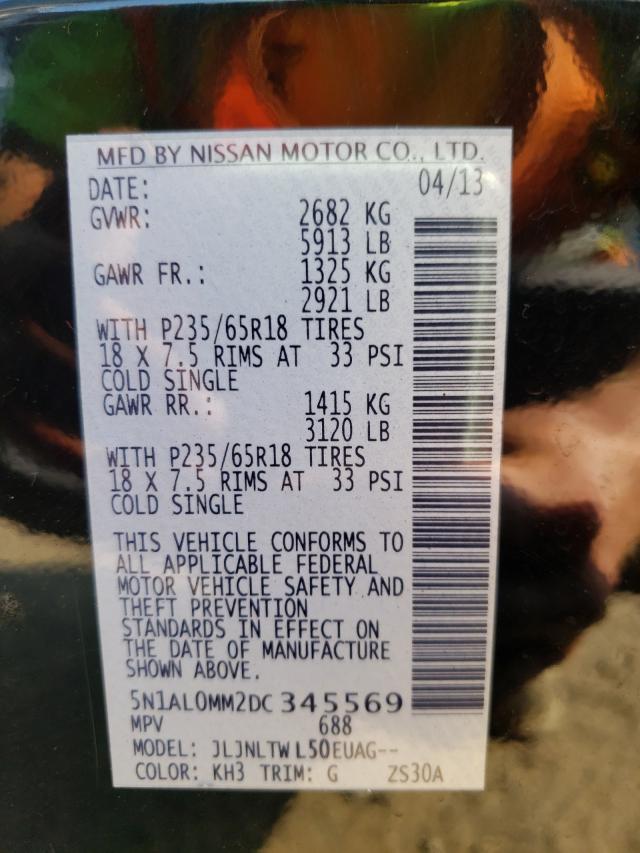 MFD BY NISSAN MOTOR CO., LTD.
DATE: 04/13
GVWR: 2682 KG
5913 LB
GAWR FR.: 1325 KG
2921 LB
WITH P235/65R18 TIRES
18 X 7.5 RIMS AT 33 PSI
COLD SINGLE
GAWR RR.: 1415 KG
3120 LB
WITH P235/65R18 TIRES
18 X 7.5 RIMS AT 33 PSI
COLD SINGLE
THIS VEHICLE CONFORMS TO
ALL APPLICABLE FEDERAL
MOTOR VEHICLE SAFETY AND
THEFT PREVENTION
STANDARDS IN EFFECT ON
THE DATE OF MANUFACTURE
SHOWN ABOVE.
5N1AL0MM2DC345569
MPV 688
MODEL: JLJNLTWL50EUAG--
COLOR: KH3 TRIM: G ZS30A